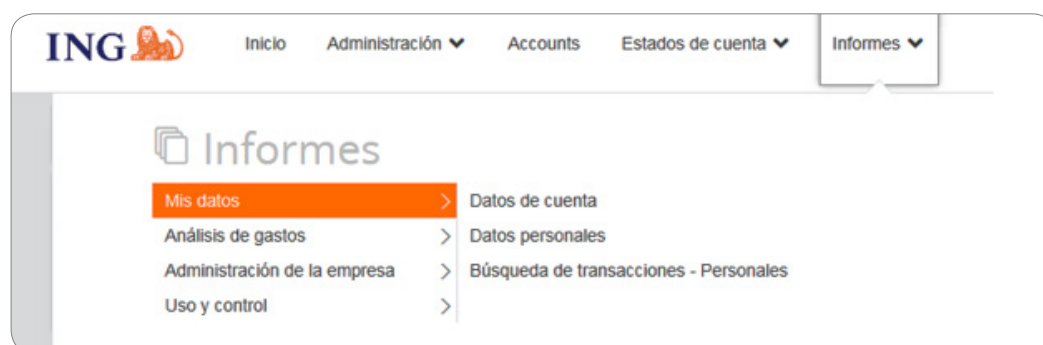 ING Inicio Administración Accounts Estados de cuenta Informes
Informes
Mis datos
Análisis de gastos
Administración de la empresa
Uso y control
Datos de cuenta
Datos personales
Búsqueda de transacciones - Personales